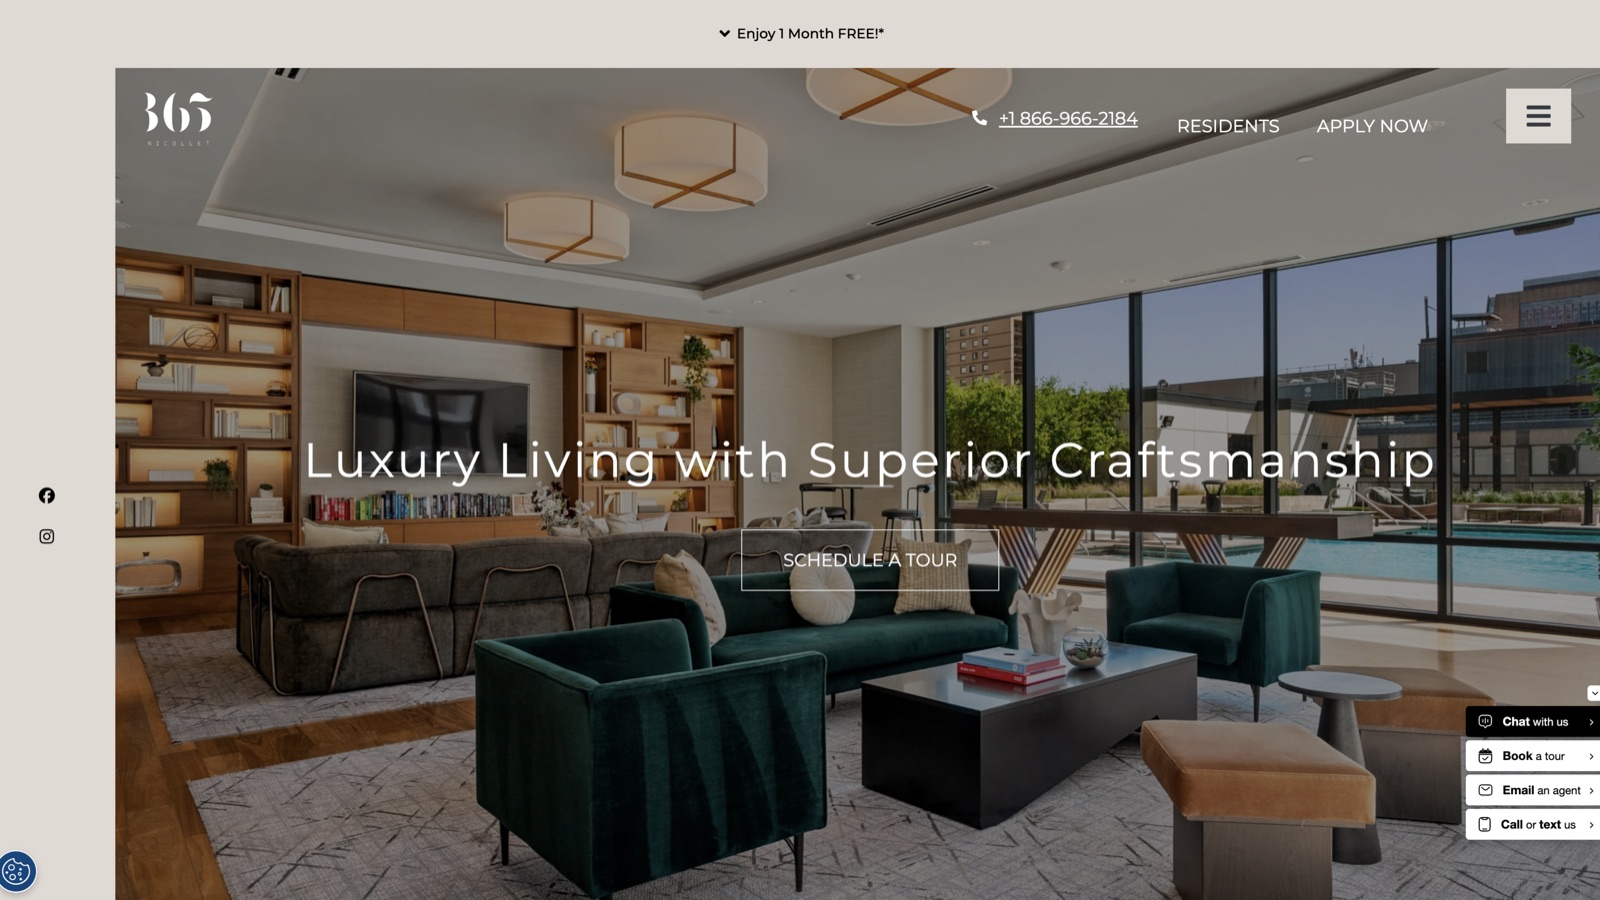 Enjoy 1 Month FREE!*
365
NICOLLET
+1 866-966-2184
RESIDENTS
APPLY NOW
Luxury Living with Superior Craftsmanship
SCHEDULE A TOUR
Chat with us
Book a tour
Email an agent
Call or text us